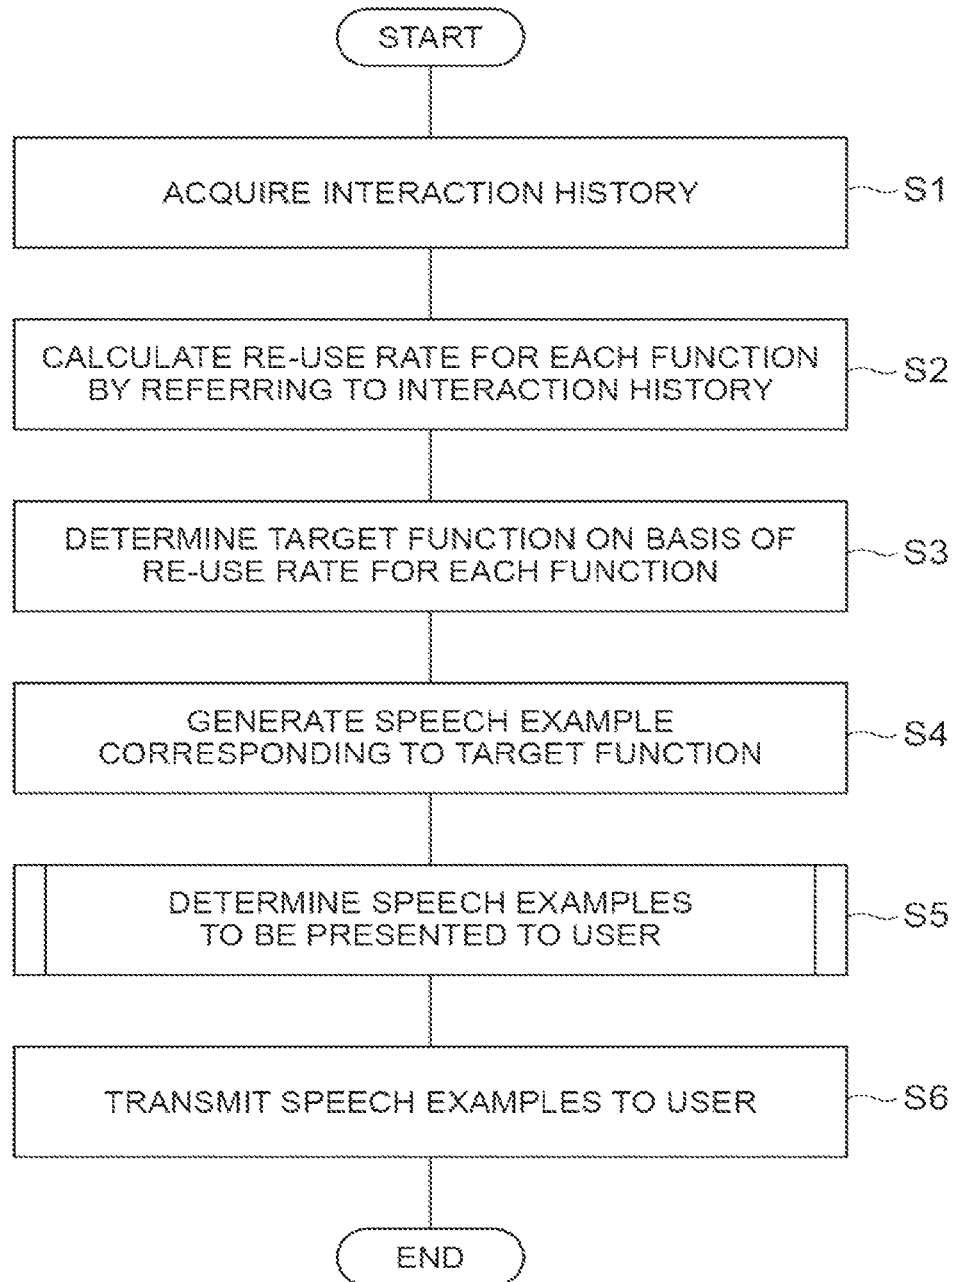 START
ACQUIRE INTERACTION HISTORY
S1
CALCULATE RE-USE RATE FOR EACH FUNCTION
BY REFERRING TO INTERACTION HISTORY
S2
DETERMINE TARGET FUNCTION ON BASIS OF
RE-USE RATE FOR EACH FUNCTION
S3
GENERATE SPEECH EXAMPLE
CORRESPONDING TO TARGET FUNCTION
S4
DETERMINE SPEECH EXAMPLES
TO BE PRESENTED TO USER
S5
TRANSMIT SPEECH EXAMPLES TO USER
S6
END